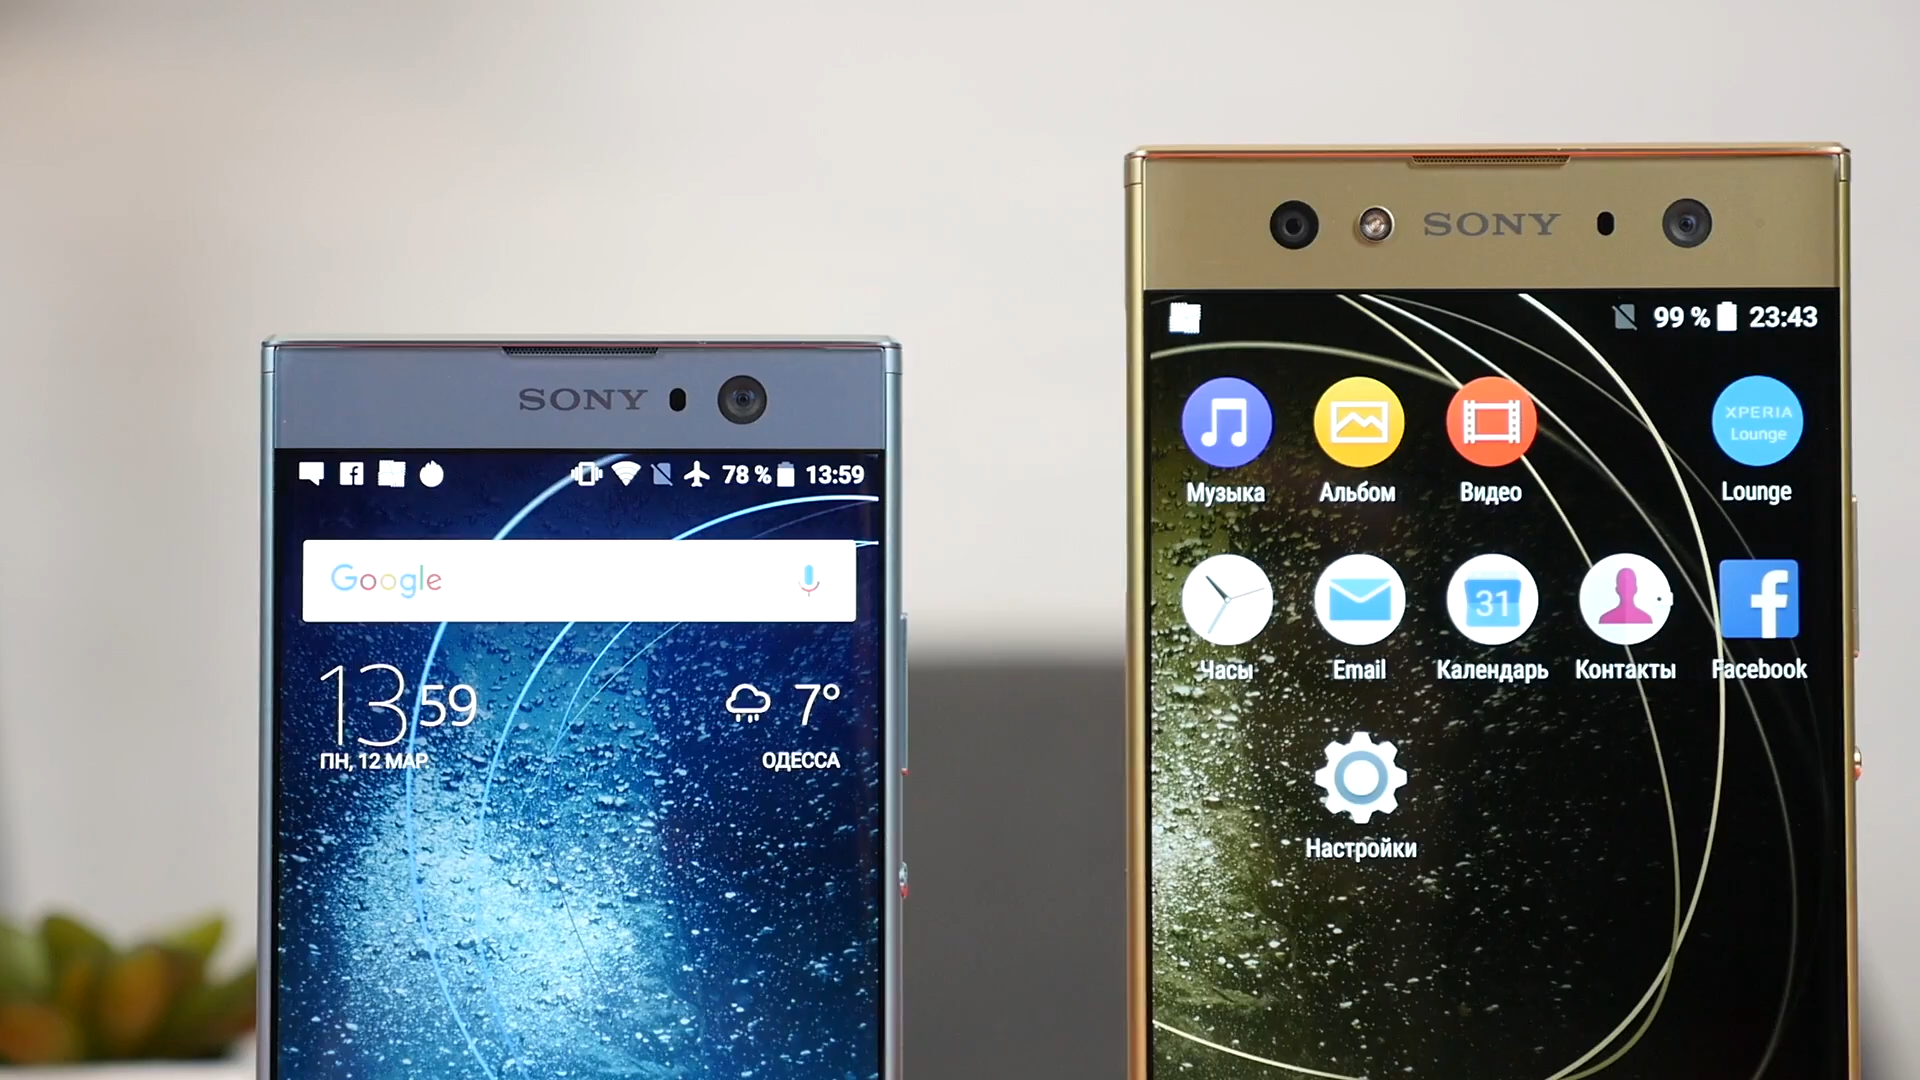 SONY
78 % 13:59
Google
13 59
7°
ПН, 12 МАР.
ОДЕССА
SONY
99 % 23:43
XPERIA
Lounge
Музыка Альбом Видео Lounge
31
Часы Email Календарь Контакты Facebook
Настройки